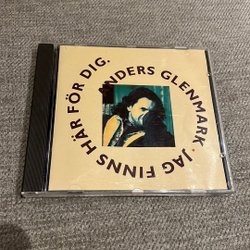 ANDERS GLENMARK · JAG FINNS HÄR FÖR DIG.